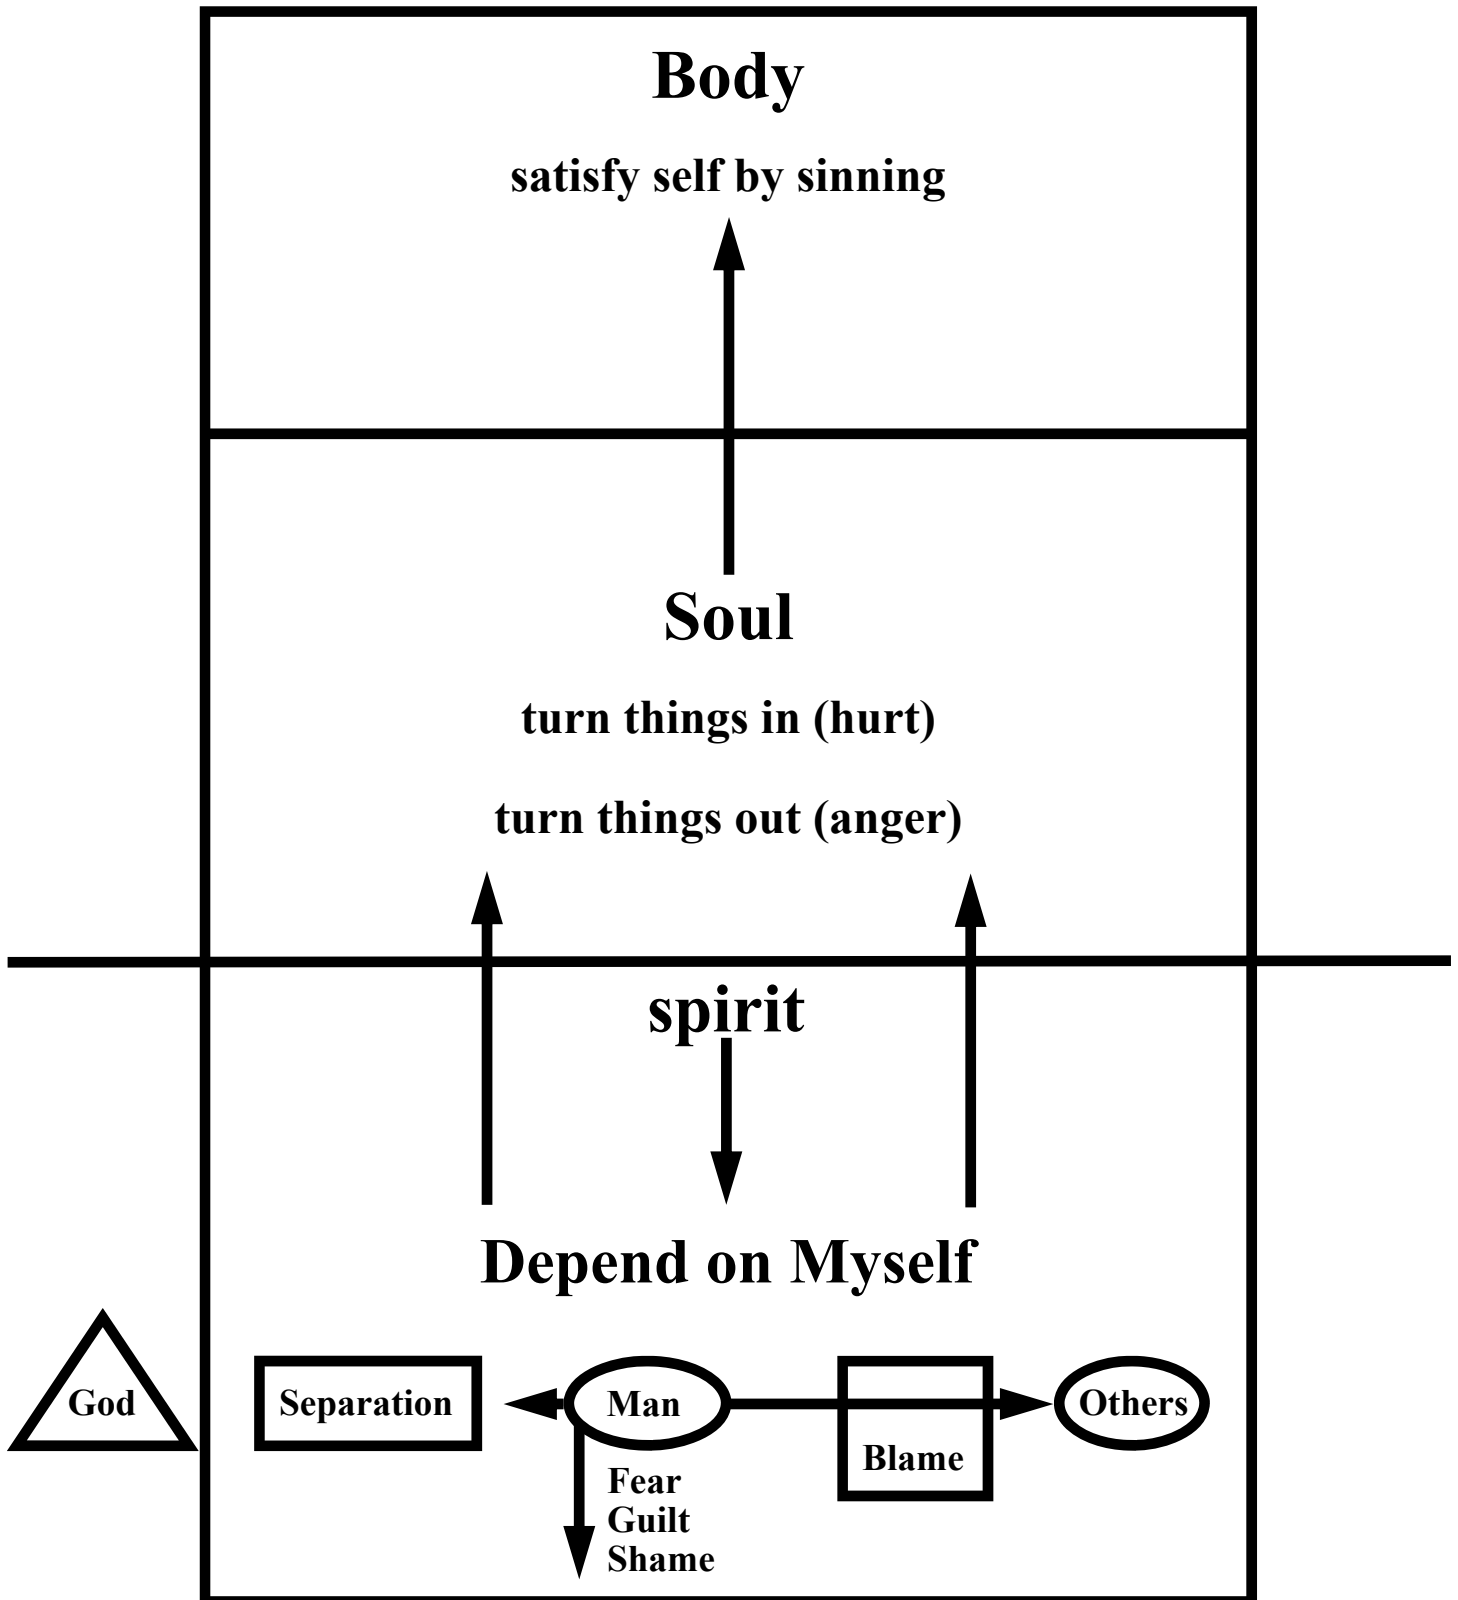 Body
satisfy self by sinning
Soul
turn things in (hurt)
turn things out (anger)
spirit
Depend on Myself
God
Separation
Man
Others
Blame
Fear
Guilt
Shame